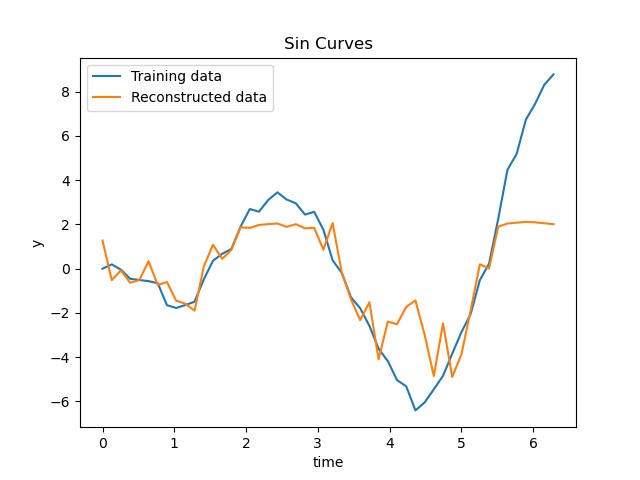 Sin Curves
Training data
Reconstructed data
8
6
4
2
0
−2
−4
−6
y
0 1 2 3 4 5 6
time